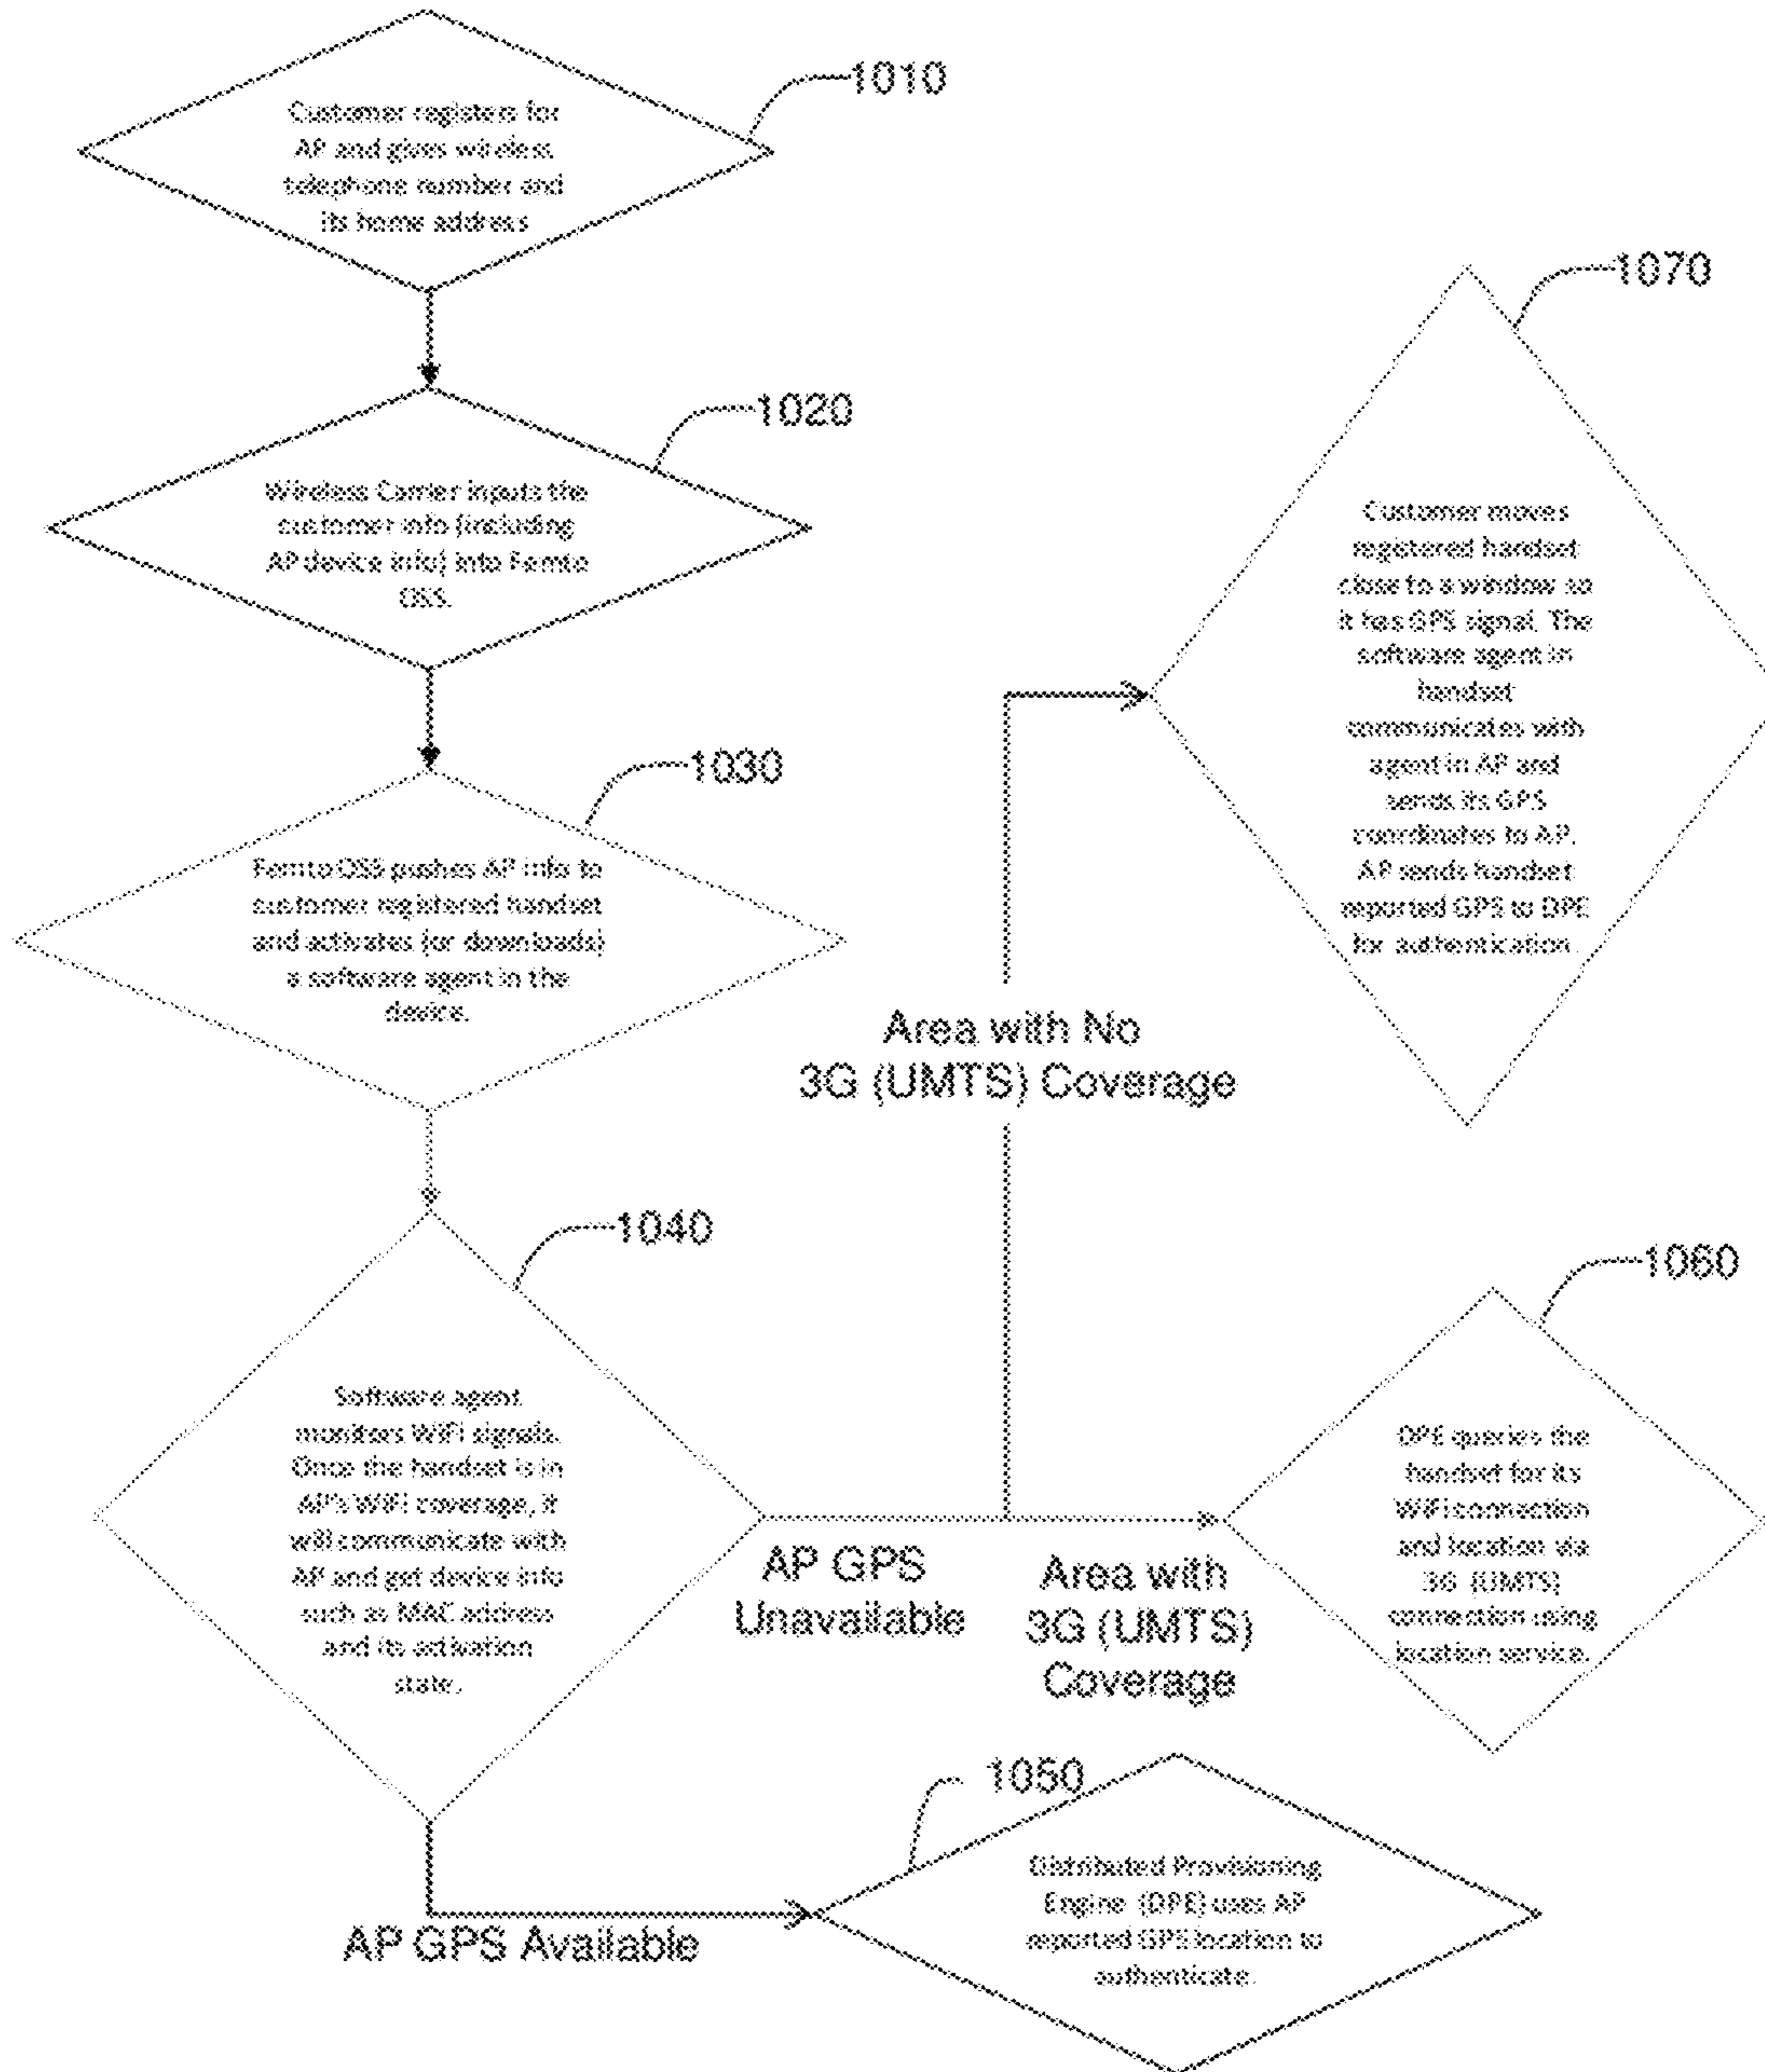 1010
Customer registers for
AP and gives wireless
telephone number and
its home address
1020
Wireless Carrier inputs the
customer info (including
AP device info) into Femto
OSS.
1030
Femto OSS pushes AP info to
customer registered handset
and activates (or downloads)
a software agent in the
device.
1040
Software agent
monitors WiFi signals.
Once the handset is in
AP's WiFi coverage, it
will communicate with
AP and get device info
such as MAC address
and its activation
state.
AP GPS
Unavailable
AP GPS Available
Area with No
3G (UMTS) Coverage
1070
Customer moves
registered handset
close to a window so
it has GPS signal. The
software agent in
handset
communicates with
agent in AP and
sends its GPS
coordinates to AP.
AP sends handset
reported GPS to DPE
for authentication.
Area with
3G (UMTS)
Coverage
1060
DPE queries the
handset for its
WiFi connection
and location via
3G (UMTS)
connection using
location service.
1050
Distributed Provisioning
Engine (DPE) uses AP
reported GPS location to
authenticate.